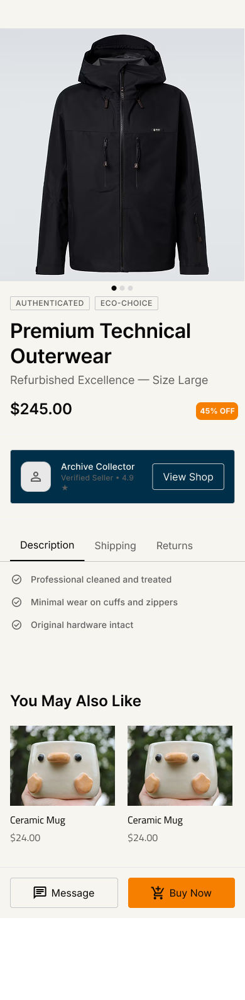 AUTHENTICATED
ECO-CHOICE
Premium Technical
Outerwear
Refurbished Excellence — Size Large
$245.00
45% OFF
Archive Collector
Verified Seller • 4.9
★
View Shop
Description
Shipping
Returns
Professional cleaned and treated
Minimal wear on cuffs and zippers
Original hardware intact
You May Also Like
Ceramic Mug
$24.00
Ceramic Mug
$24.00
Message
Buy Now